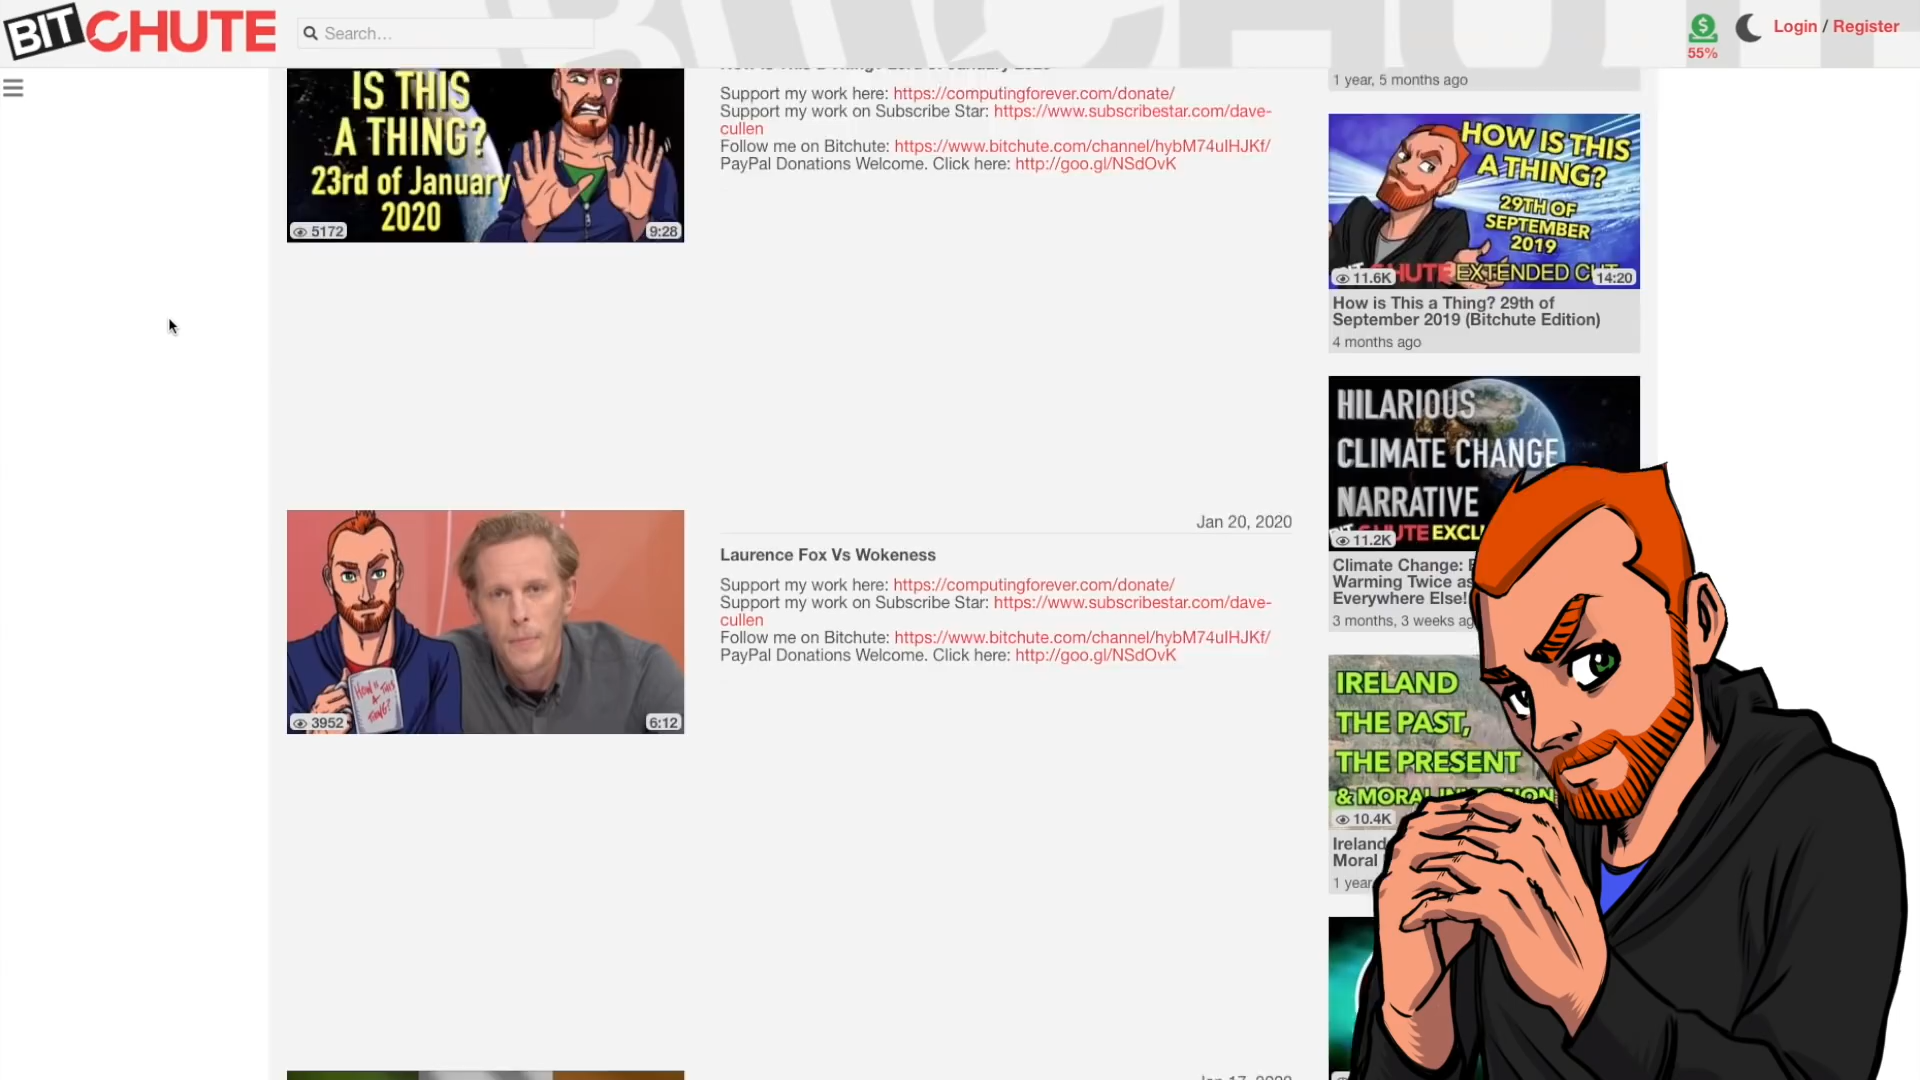 BITCHUTE
Search...
55%
Login / Register
IS THIS
A THING?
23rd of January
2020
5172
9:28
Support my work here: https://computingforever.com/donate/
Support my work on Subscribe Star: https://www.subscribestar.com/dave-
cullen
Follow me on Bitchute: https://www.bitchute.com/channel/hybM74uIHJKf/
PayPal Donations Welcome. Click here: http://goo.gl/NSdOvK
Jan 20, 2020
Laurence Fox Vs Wokeness
Support my work here: https://computingforever.com/donate/
Support my work on Subscribe Star: https://www.subscribestar.com/dave-
cullen
Follow me on Bitchute: https://www.bitchute.com/channel/hybM74uIHJKf/
PayPal Donations Welcome. Click here: http://goo.gl/NSdOvK
HOW IS THIS
A THING?
3952
6:12
1 year, 5 months ago
HOW IS THIS
A THING?
29TH OF
SEPTEMBER
2019
BITCHUTE EXTENDED CUT
11.6K
14:20
How is This a Thing? 29th of
September 2019 (Bitchute Edition)
4 months ago
HILARIOUS
CLIMATE CHANGE
NARRATIVE
11.2K
Climate Change:
Warming Twice as
Everywhere Else!
3 months, 3 weeks ag
IRELAND
THE PAST,
THE PRESENT
& MORAL INVERSION
10.4K
Ireland
Moral
1 year